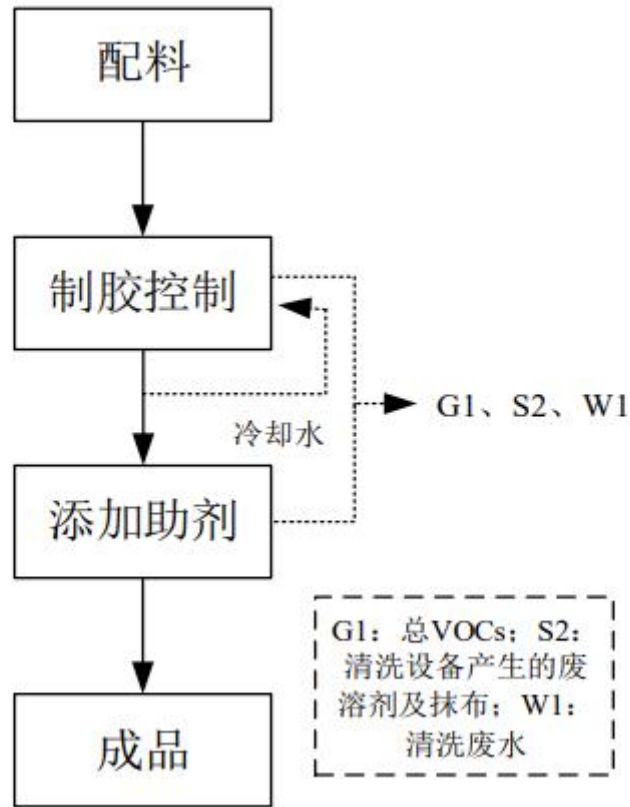 配料
制胶控制
G1、S2、W1
冷却水
添加助剂
G1：总VOCs；S2：
清洗设备产生的废
溶剂及抹布；W1：
清洗废水
成品